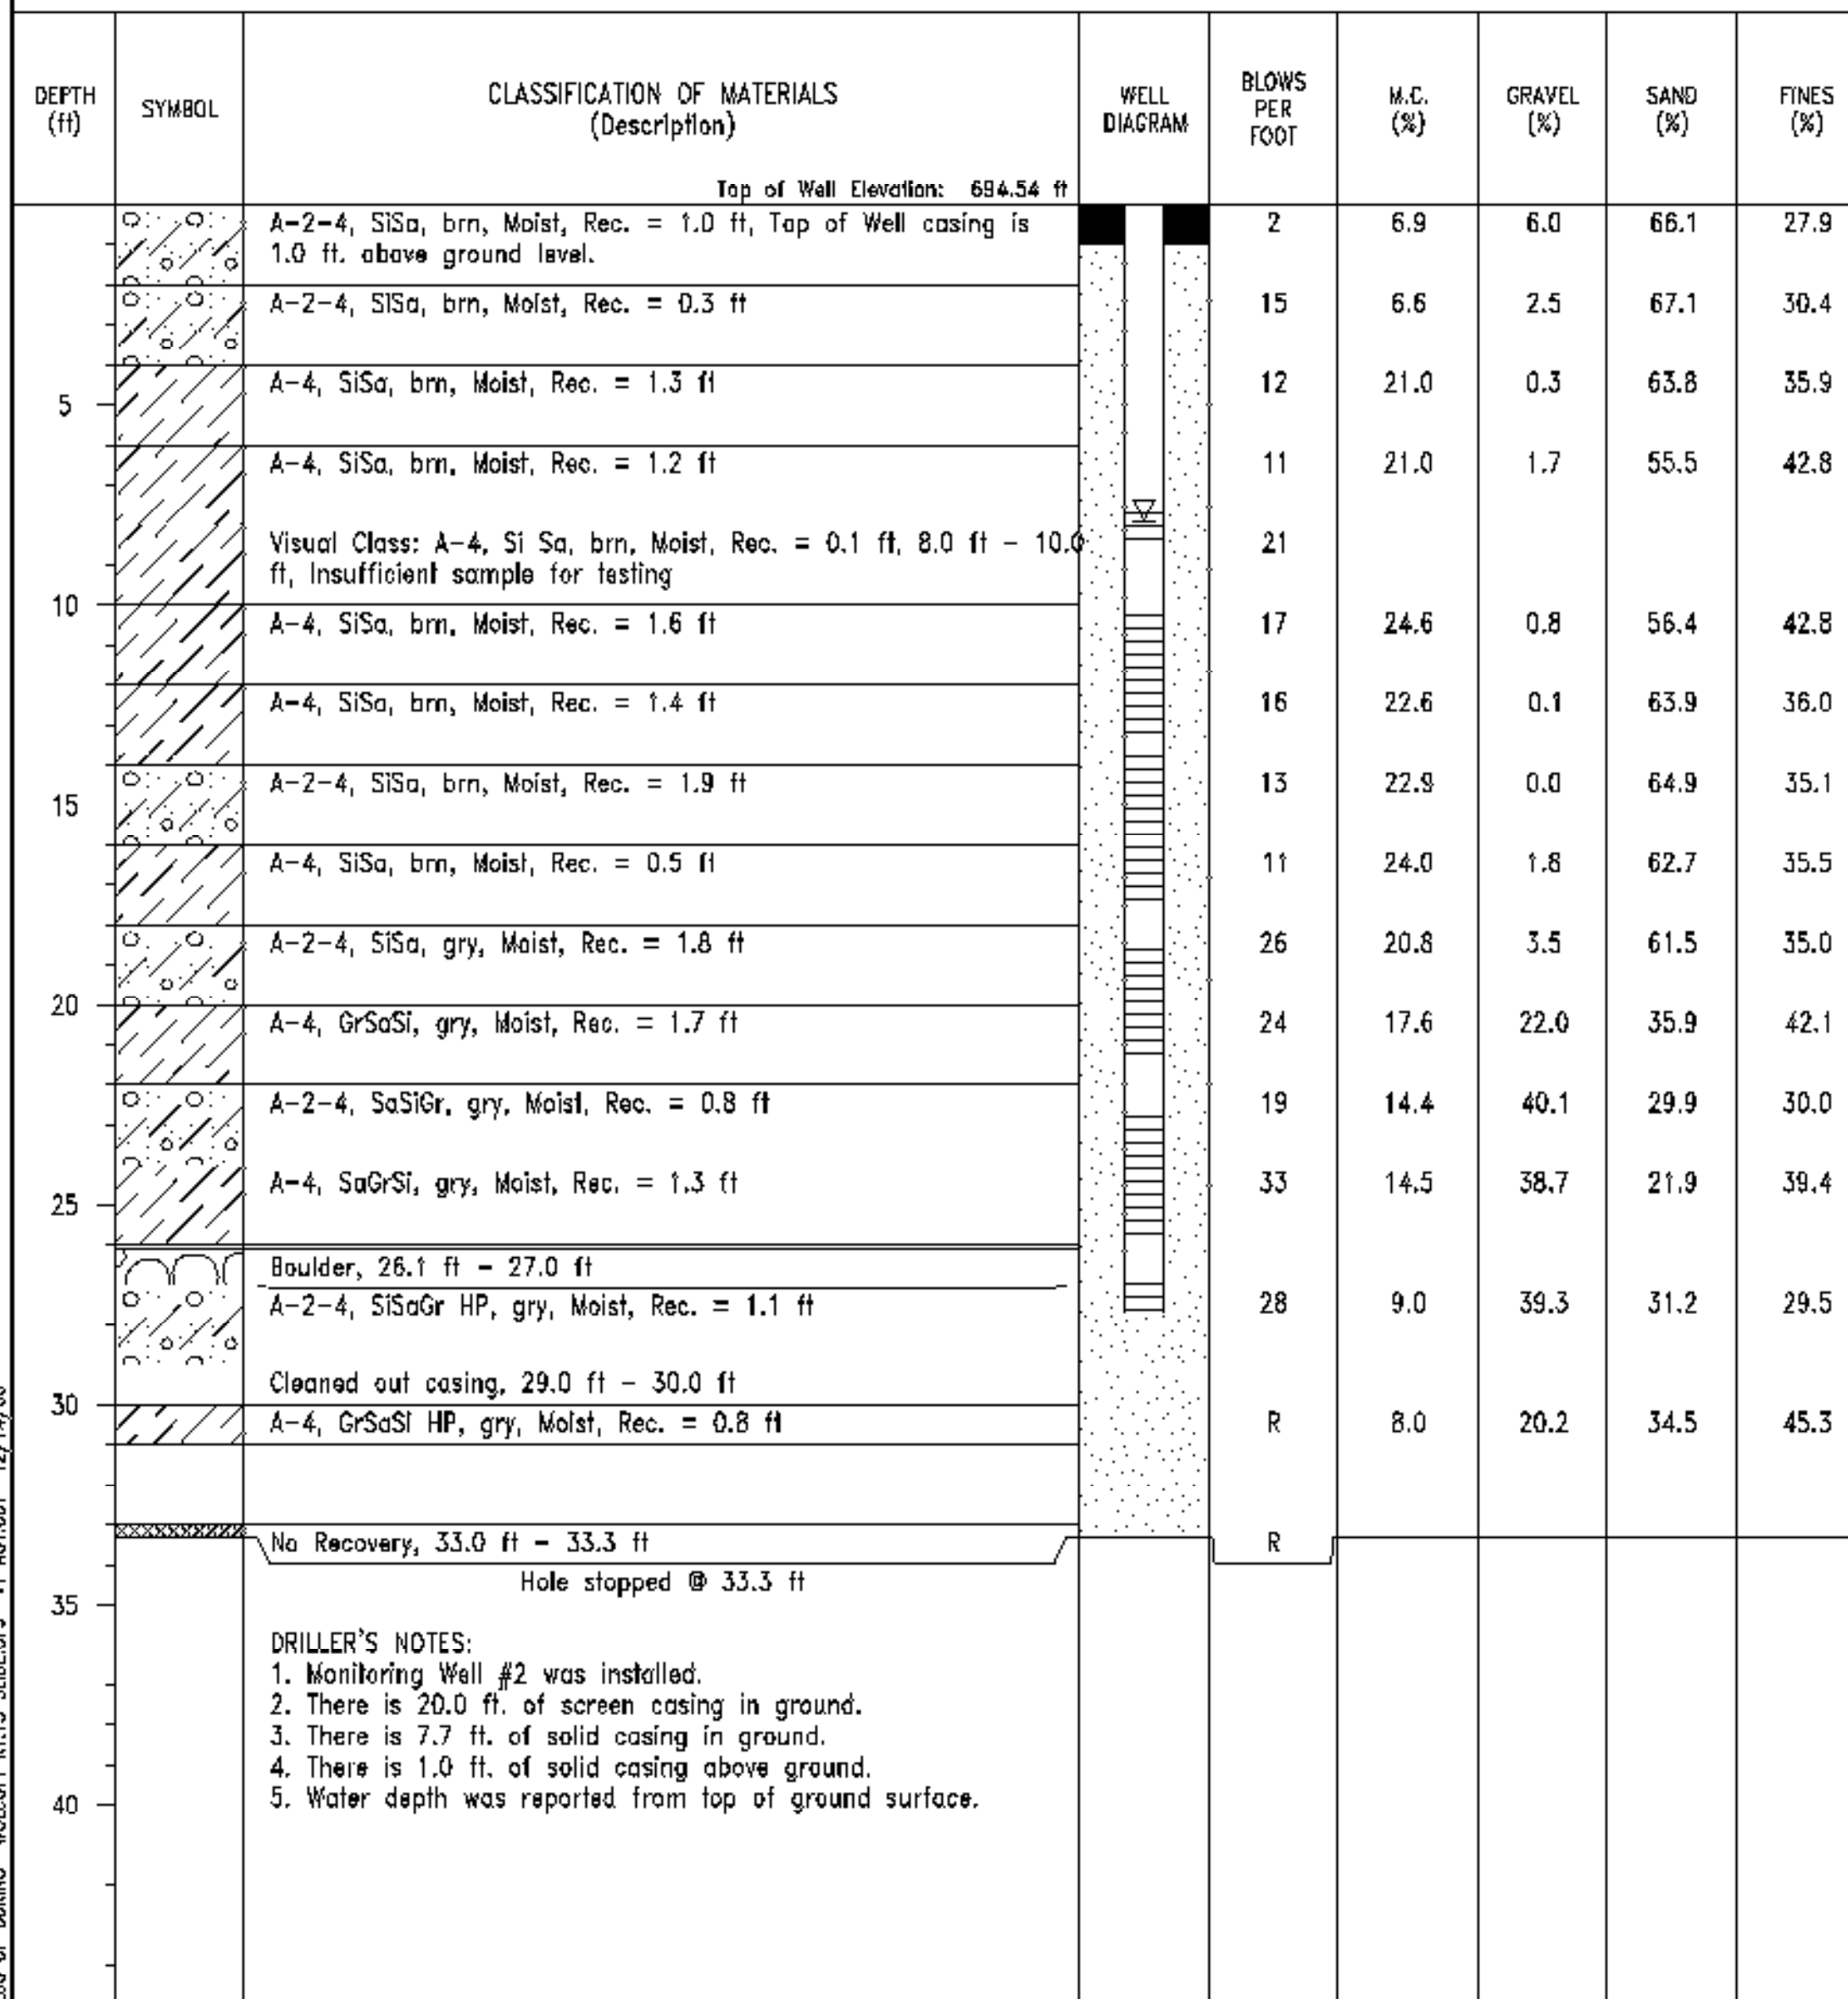 DEPTH (ft) SYMBOL CLASSIFICATION OF MATERIALS (Description) WELL DIAGRAM BLOWS PER FOOT M.C. (%) GRAVEL (%) SAND (%) FINES (%)
Top of Well Elevation: 694.54 ft
A-2-4, SiSa, brn, Moist, Rec. = 1.0 ft, Top of Well casing is 2 6.9 6.0 66.1 27.9
1.0 ft. above ground level.
A-2-4, SiSa, brn, Moist, Rec. = 0.3 ft 15 6.6 2.5 67.1 30.4
A-4, SiSa, brn, Moist, Rec. = 1.3 ft 12 21.0 0.3 63.8 35.9
5
A-4, SiSa, brn, Moist, Rec. = 1.2 ft 11 21.0 1.7 55.5 42.8
Visual Class: A-4, Si Sa, brn, Moist, Rec. = 0.1 ft, 8.0 ft - 10.0 21
ft, Insufficient sample for testing
10
A-4, SiSa, brn, Moist, Rec. = 1.6 ft 17 24.6 0.8 56.4 42.8
A-4, SiSa, brn, Moist, Rec. = 1.4 ft 16 22.6 0.1 63.9 36.0
A-2-4, SiSa, brn, Moist, Rec. = 1.9 ft 13 22.9 0.0 64.9 35.1
15
A-4, SiSa, brn, Moist, Rec. = 0.5 ft 11 24.0 1.8 62.7 35.5
A-2-4, SiSa, gry, Moist, Rec. = 1.8 ft 26 20.8 3.5 61.5 35.0
20
A-4, GrSaSi, gry, Moist, Rec. = 1.7 ft 24 17.6 22.0 35.9 42.1
A-2-4, SaSiGr, gry, Moist, Rec. = 0.8 ft 19 14.4 40.1 29.9 30.0
A-4, SaGrSi, gry, Moist, Rec. = 1.3 ft 33 14.5 38.7 21.9 39.4
25
Boulder, 26.1 ft - 27.0 ft
A-2-4, SiSaGr HP, gry, Moist, Rec. = 1.1 ft 28 9.0 39.3 31.2 29.5
Cleaned out casing, 29.0 ft - 30.0 ft
30
A-4, GrSaSi HP, gry, Moist, Rec. = 0.8 ft R 8.0 20.2 34.5 45.3
No Recovery, 33.0 ft - 33.3 ft R
Hole stopped @ 33.3 ft
35
DRILLER'S NOTES:
1. Monitoring Well #2 was installed.
2. There is 20.0 ft. of screen casing in ground.
3. There is 7.7 ft. of solid casing in ground.
4. There is 1.0 ft. of solid casing above ground.
5. Water depth was reported from top of ground surface.
40